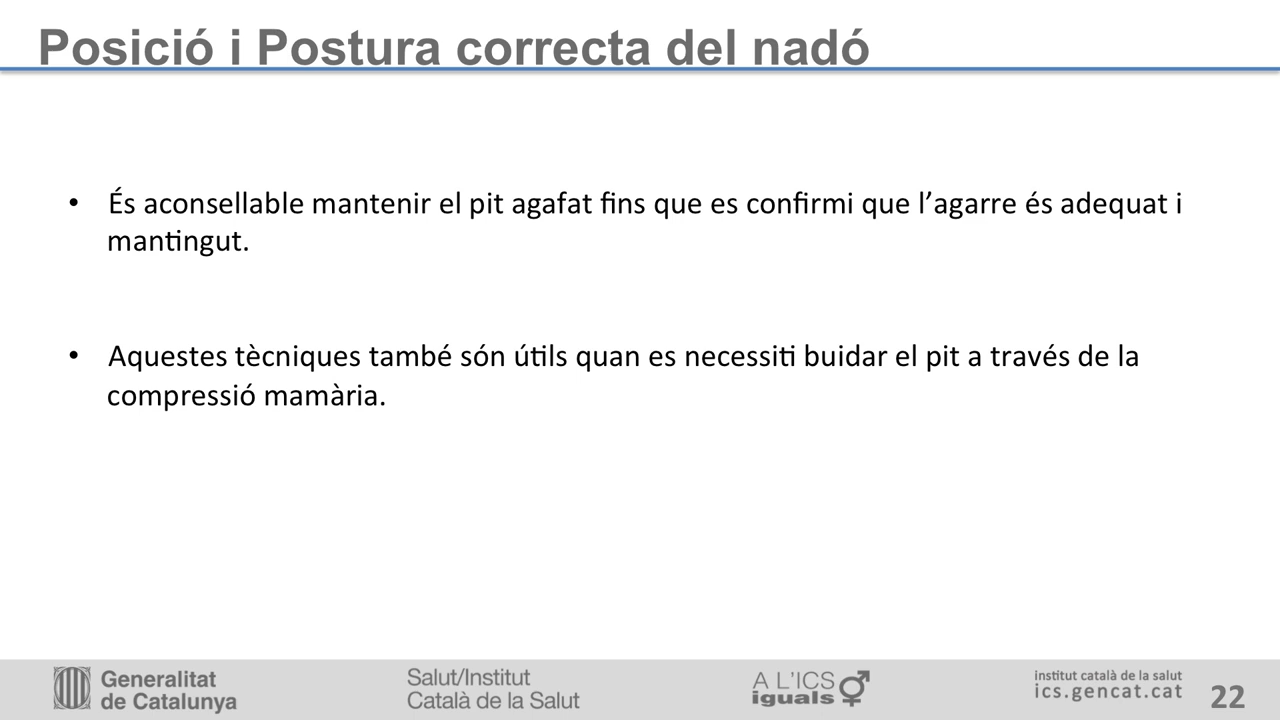 Posició i Postura correcta del nadó
• És aconsellable mantenir el pit agafat fins que es confirmi que l’agarre és adequat i
mantingut.
• Aquestes tècniques també són útils quan es necessiti buidar el pit a través de la
compressió mamària.
Generalitat
de Catalunya
Salut/Institut
Català de la Salut
A L'ICS
iguals
institut català de la salut
ics.gencat.cat
22